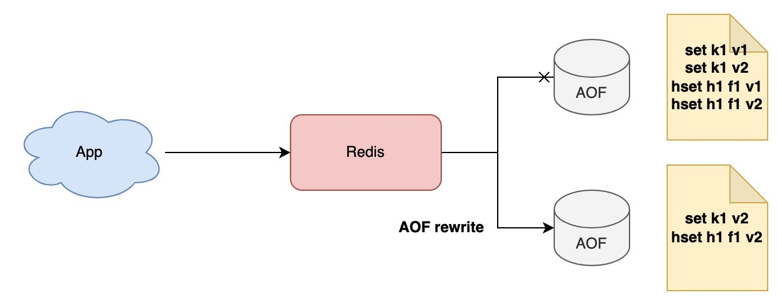 App
Redis
AOF rewrite
AOF
set k1 v1
set k1 v2
hset h1 f1 v1
hset h1 f1 v2
AOF
set k1 v2
hset h1 f1 v2